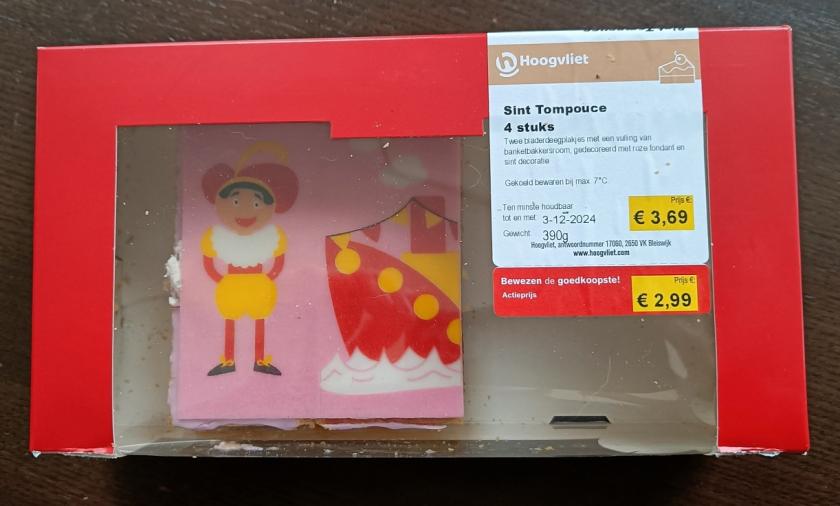 Hoogvliet
Sint Tompouce
4 stuks
Twee bladerdeegplakjes met een vulling van
banketbakkersroom, gedecoreerd met roze fondant en
sint decoratie
Gekoeld bewaren bij max. 7°C.
Ten minste houdbaar
tot en met 3-12-2024
Prijs €
€ 3,69
Gewicht 390g
Hoogvliet, antwoordnummer 17060, 2650 VK Bleiswijk
www.hoogvliet.com
Bewezen de goedkoopste!
Actieprijs
Prijs €
€ 2,99